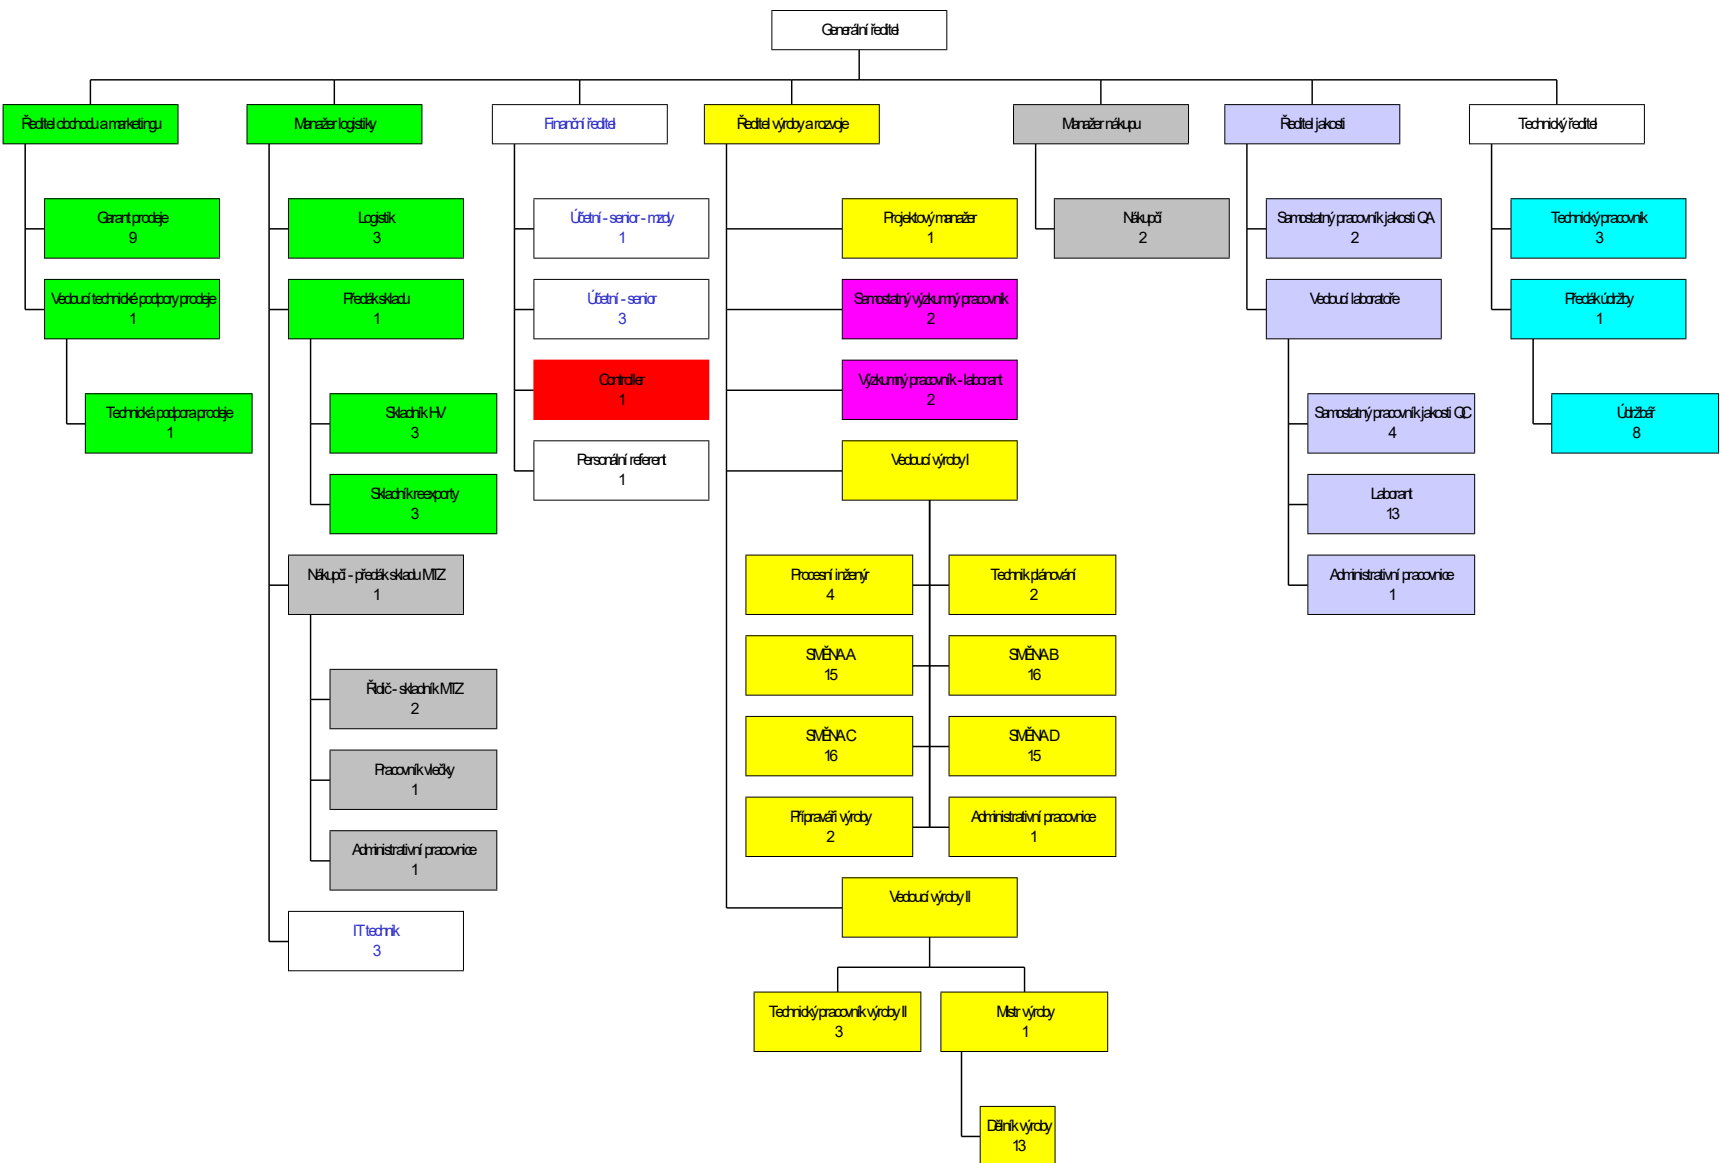 Generální ředitel
Ředitel obchodu a marketingu
Manažer logistiky
Finanční ředitel
Ředitel výroby a rozvoje
Manažer nákupu
Ředitel jakosti
Technický ředitel
Garant prodeje
9
Logistik
3
Účetní - senior - mzdy
1
Projektový manažer
1
Nákupčí
2
Samostatný pracovník jakosti QA
2
Technický pracovník
3
Vedoucí technické podpory prodeje
1
Předák skladu
1
Účetní - senior
3
Samostatný výzkumný pracovník
2
Vedoucí laboratoře
Předák údržby
1
Technická podpora prodeje
1
Skladník HV
3
Controller
1
Výzkumný pracovník - laborant
2
Samostatný pracovník jakosti QC
4
Údržbář
8
Skladník reexporty
3
Personální referent
1
Vedoucí výroby I
Laborant
13
Nákupčí - předák skladu MTZ
1
Procesní inženýr
4
Technik plánování
2
Administrativní pracovnice
1
Řidič - skladník MTZ
2
SMĚNA A
15
SMĚNA B
16
Pracovník vlečky
1
SMĚNA C
16
SMĚNA D
15
Administrativní pracovnice
1
Přípraváři výroby
2
Administrativní pracovnice
1
IT technik
3
Vedoucí výroby II
Technický pracovník výroby II
3
Mistr výroby
1
Dělník výroby
13